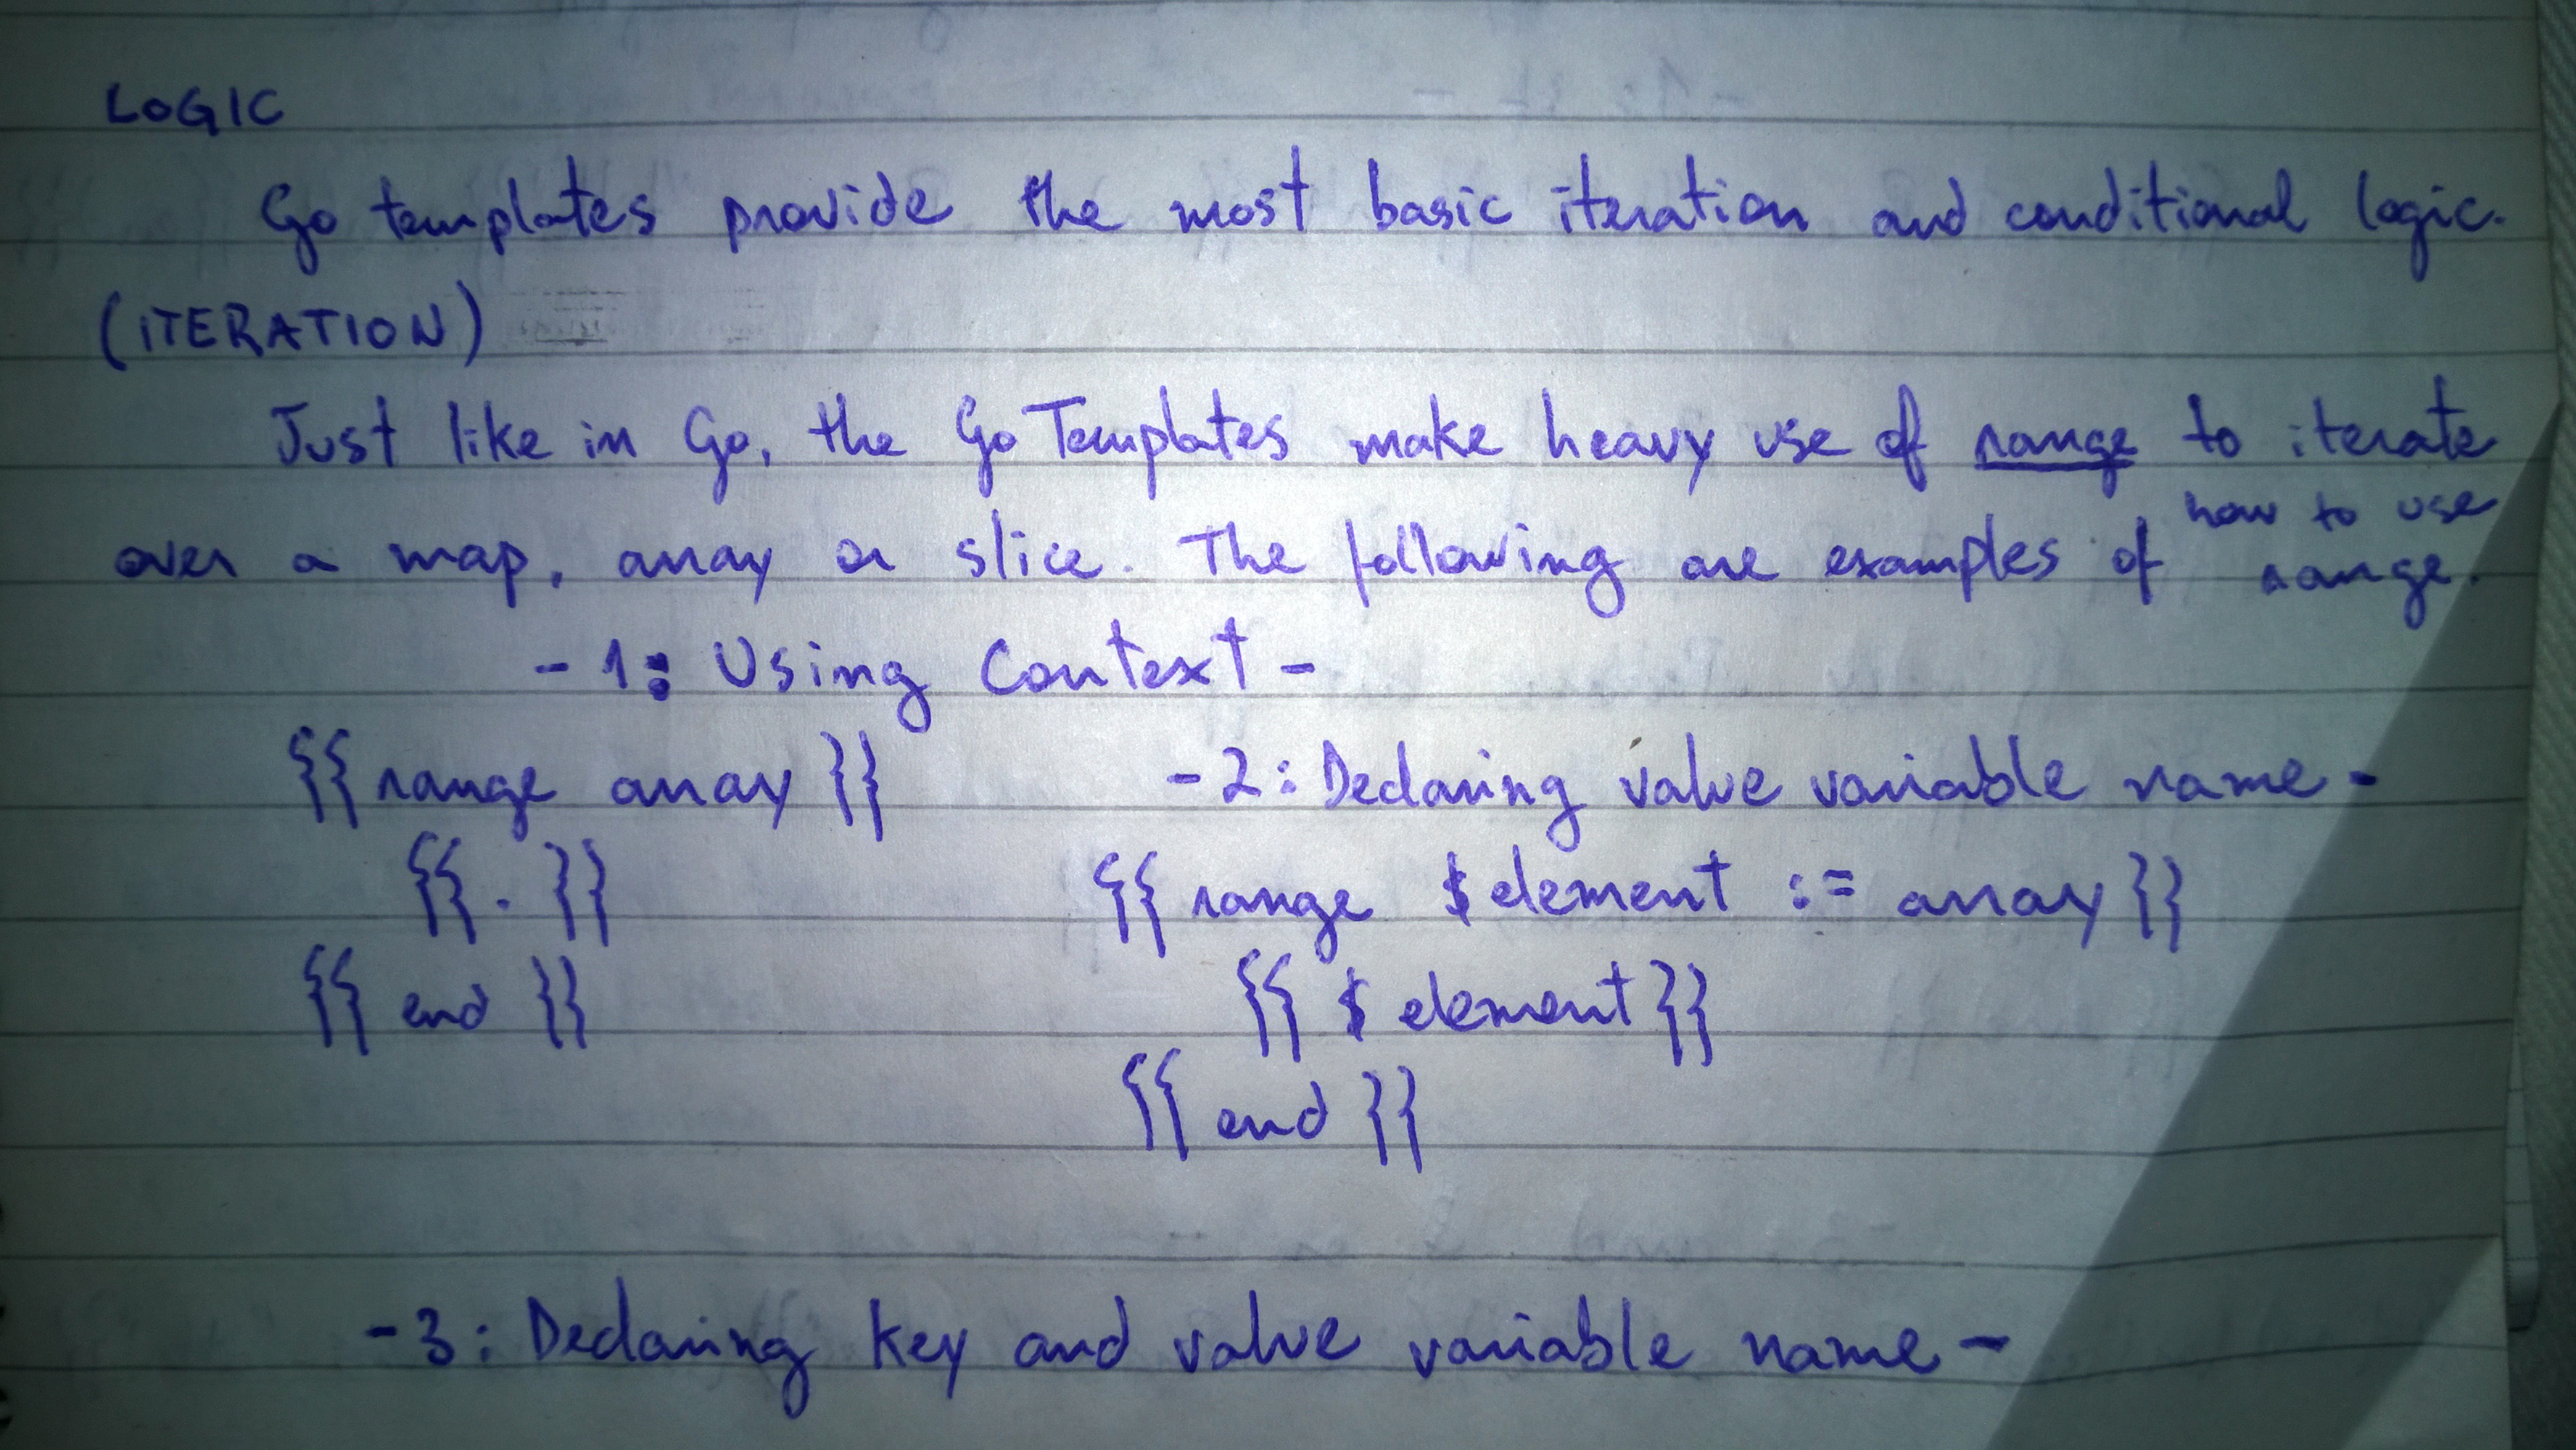 LOGIC
Go templates provide the most basic iteration and conditional logic.
(ITERATION)
Just like in Go, the Go Templates make heavy use of range to iterate
over a map, array or slice. The following are examples of how to use range.
- 1: Using Context -
{{ range array }}
{{ . }}
{{ end }}
- 2: Declaring value variable name -
{{ range $element := array }}
{{ $element }}
{{ end }}
- 3: Declaring key and value variable name -